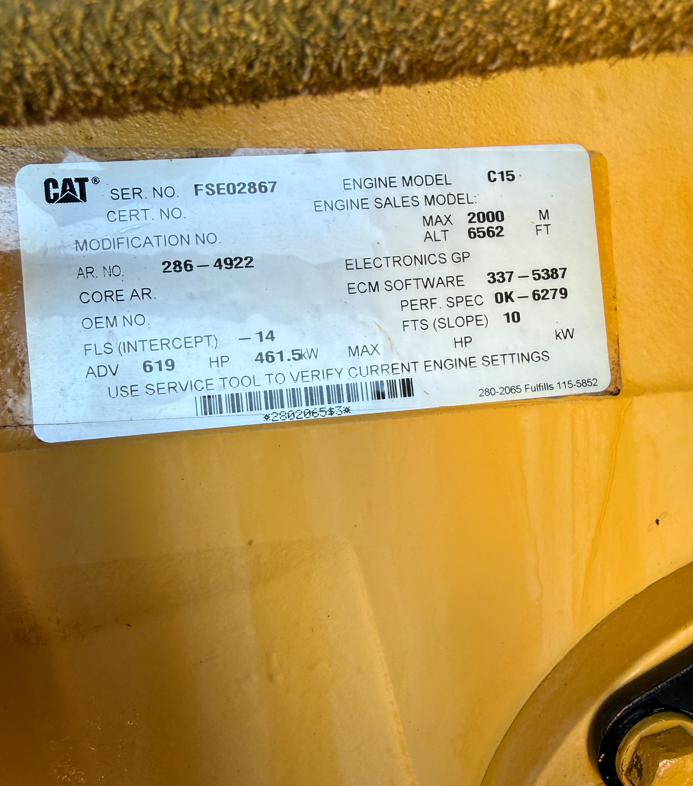 CAT® SER. NO. FSE02867 ENGINE MODEL C15
CERT. NO. ENGINE SALES MODEL:
MAX 2000 M
MODIFICATION NO. ALT 6562 FT
AR. NO. 286-4922 ELECTRONICS GP
CORE AR. ECM SOFTWARE 337-5387
OEM NO. PERF. SPEC 0K-6279
FLS (INTERCEPT) -14 FTS (SLOPE) 10
ADV 619 HP 461.5kW MAX HP kW
USE SERVICE TOOL TO VERIFY CURRENT ENGINE SETTINGS
280-2065 Fulfills 115-5852
*2802065$3*